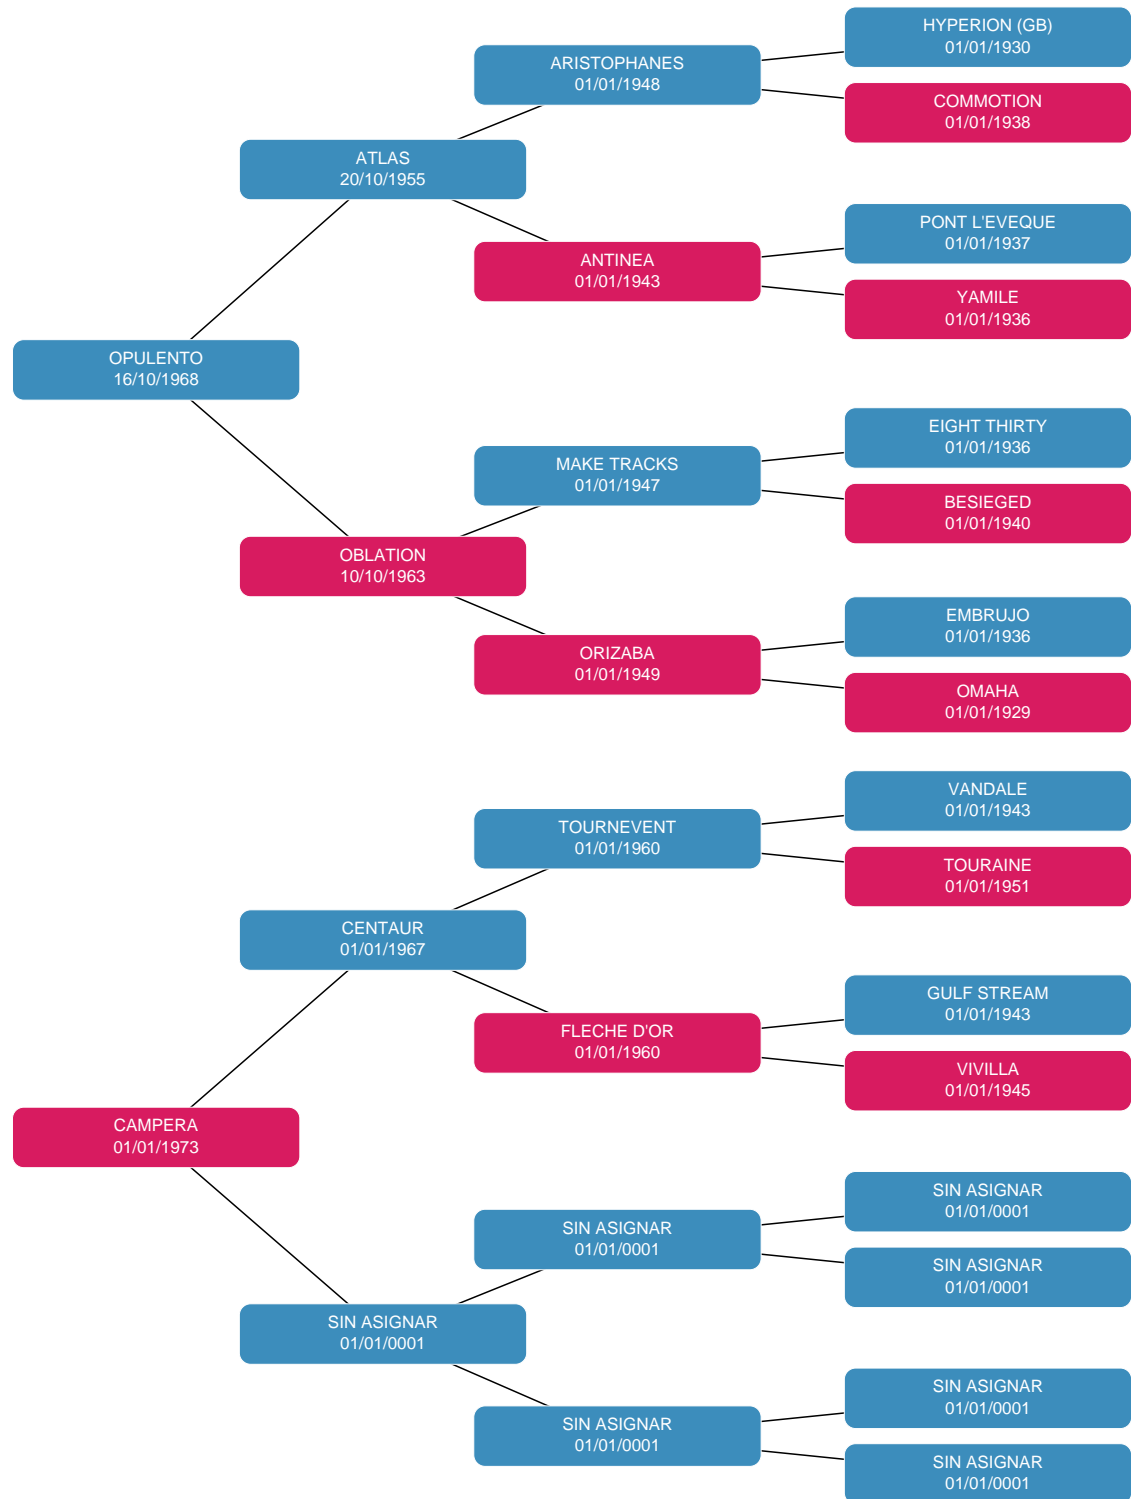 HYPERION (GB)
01/01/1930
ARISTOPHANES
01/01/1948
COMMOTION
01/01/1938
ATLAS
20/10/1955
PONT L'EVEQUE
01/01/1937
ANTINEA
01/01/1943
YAMILE
01/01/1936
OPULENTO
16/10/1968
EIGHT THIRTY
01/01/1936
MAKE TRACKS
01/01/1947
BESIEGED
01/01/1940
OBLATION
10/10/1963
EMBRUJO
01/01/1936
ORIZABA
01/01/1949
OMAHA
01/01/1929
VANDALE
01/01/1943
TOURNEVENT
01/01/1960
TOURAINE
01/01/1951
CENTAUR
01/01/1967
GULF STREAM
01/01/1943
FLECHE D'OR
01/01/1960
VIVILLA
01/01/1945
CAMPERA
01/01/1973
SIN ASIGNAR
01/01/0001
SIN ASIGNAR
01/01/0001
SIN ASIGNAR
01/01/0001
SIN ASIGNAR
01/01/0001
SIN ASIGNAR
01/01/0001
SIN ASIGNAR
01/01/0001
SIN ASIGNAR
01/01/0001